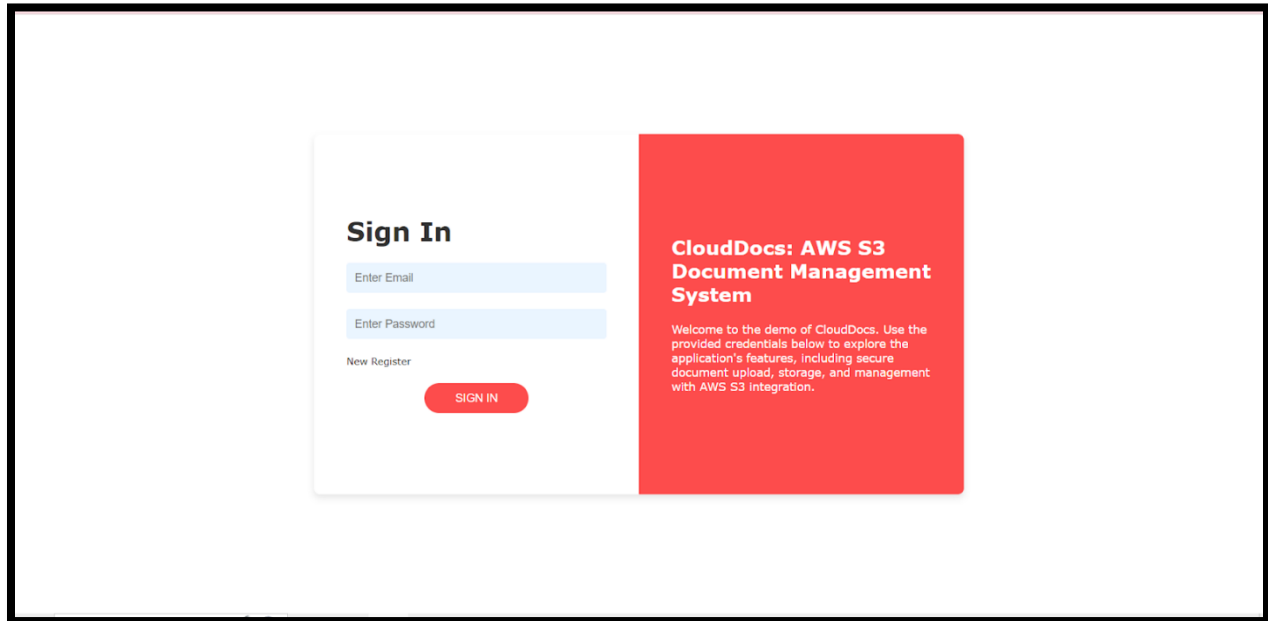 Sign In
Enter Email
Enter Password
New Register
SIGN IN
CloudDocs: AWS S3
Document Management
System
Welcome to the demo of CloudDocs. Use the
provided credentials below to explore the
application's features, including secure
document upload, storage, and management
with AWS S3 integration.